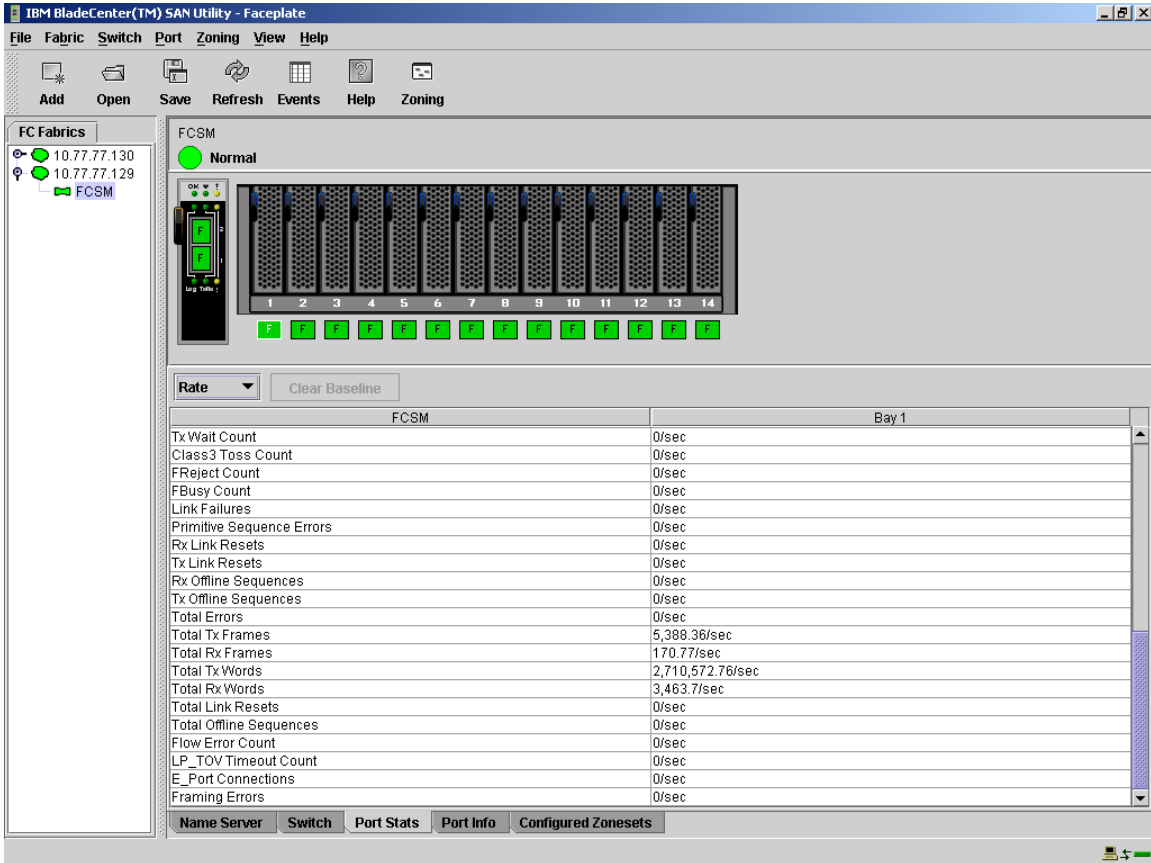 IBM BladeCenter(TM) SAN Utility - Faceplate
File Fabric Switch Port Zoning View Help
Add Open Save Refresh Events Help Zoning
FC Fabrics
10.77.77.130
10.77.77.129
FCSM
FCSM
Normal
OK
F 2
F 1
Log TxRx !
1 2 3 4 5 6 7 8 9 10 11 12 13 14
F F F F F F F F F F F F F F
Rate Clear Baseline
FCSM Bay 1
Tx Wait Count 0/sec
Class3 Toss Count 0/sec
FReject Count 0/sec
FBusy Count 0/sec
Link Failures 0/sec
Primitive Sequence Errors 0/sec
Rx Link Resets 0/sec
Tx Link Resets 0/sec
Rx Offline Sequences 0/sec
Tx Offline Sequences 0/sec
Total Errors 0/sec
Total Tx Frames 5,388.36/sec
Total Rx Frames 170.77/sec
Total Tx Words 2,710,572.76/sec
Total Rx Words 3,463.7/sec
Total Link Resets 0/sec
Total Offline Sequences 0/sec
Flow Error Count 0/sec
LP_TOV Timeout Count 0/sec
E_Port Connections 0/sec
Framing Errors 0/sec
Name Server Switch Port Stats Port Info Configured Zonesets